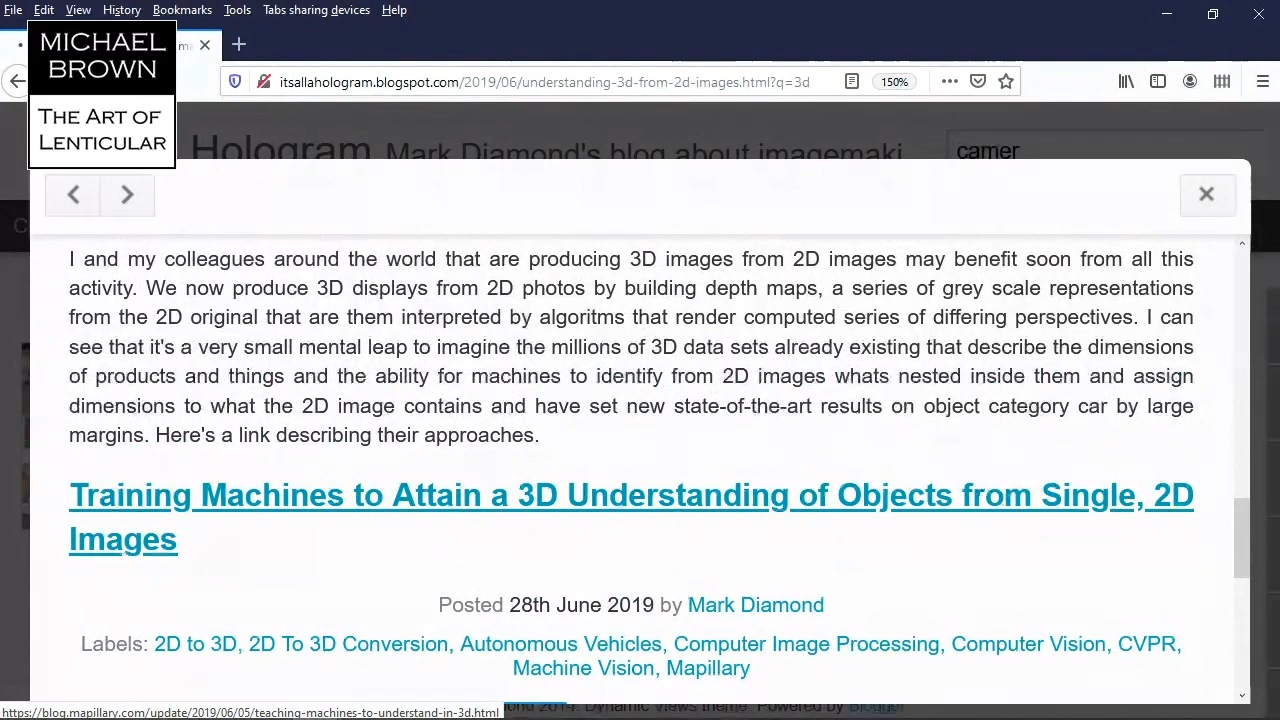 File Edit View History Bookmarks Tools Tabs sharing devices Help
MICHAEL
BROWN
THE ART OF
LENTICULAR
itsallahologram.blogspot.com/2019/06/understanding-3d-from-2d-images.html?q=3d 150%
Hologram Mark Diamond's blog about imagemaki camer
I and my colleagues around the world that are producing 3D images from 2D images may benefit soon from all this
activity. We now produce 3D displays from 2D photos by building depth maps, a series of grey scale representations
from the 2D original that are them interpreted by algoritms that render computed series of differing perspectives. I can
see that it's a very small mental leap to imagine the millions of 3D data sets already existing that describe the dimensions
of products and things and the ability for machines to identify from 2D images whats nested inside them and assign
dimensions to what the 2D image contains and have set new state-of-the-art results on object category car by large
margins. Here's a link describing their approaches.
Training Machines to Attain a 3D Understanding of Objects from Single, 2D
Images
Posted 28th June 2019 by Mark Diamond
Labels: 2D to 3D, 2D To 3D Conversion, Autonomous Vehicles, Computer Image Processing, Computer Vision, CVPR,
Machine Vision, Mapillary
https://blog.mapillary.com/update/2019/06/05/teaching-machines-to-understand-in-3d.html Dynamic Views theme. Powered by Blogger